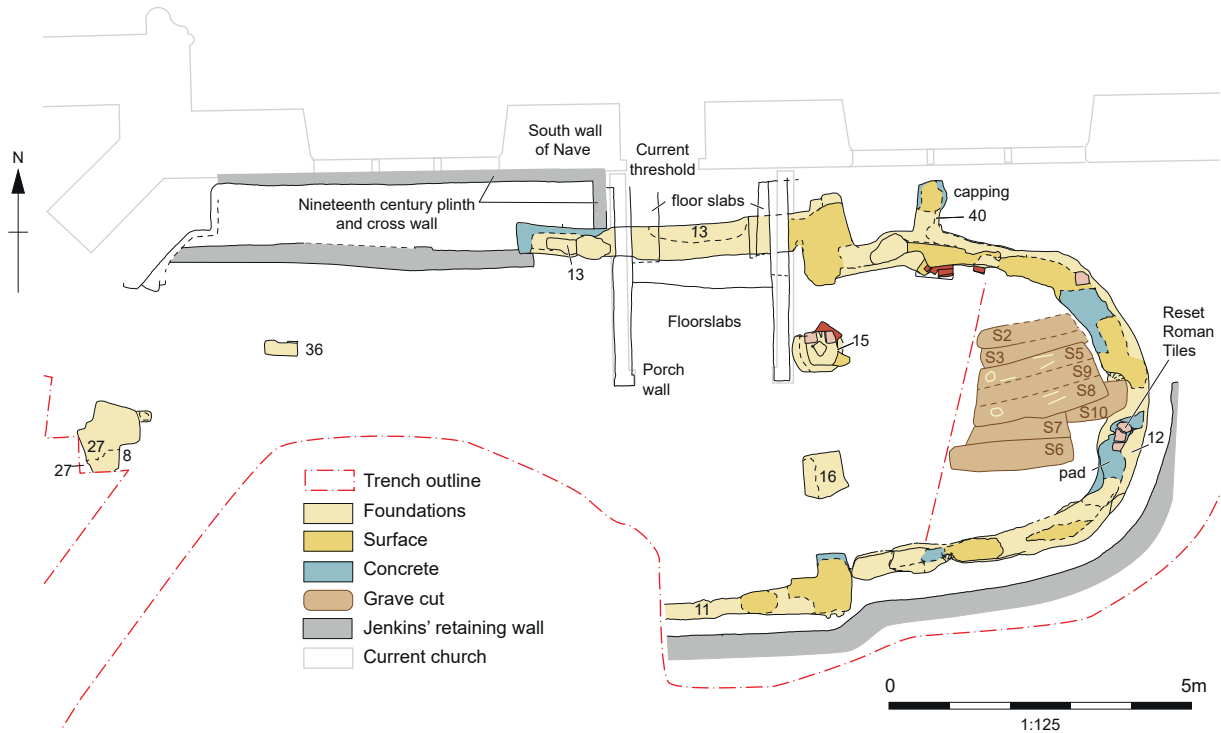 N
South wall
of Nave
Current
threshold
floor slabs
capping
40
Nineteenth century plinth
and cross wall
13
13
Floorslabs
Porch
wall
15
36
Reset
Roman
Tiles
S2
S3
S5
S9
S8
S10
S7
S6
12
pad
27
27
8
16
11
Trench outline
Foundations
Surface
Concrete
Grave cut
Jenkins’ retaining wall
Current church
0
5m
1:125